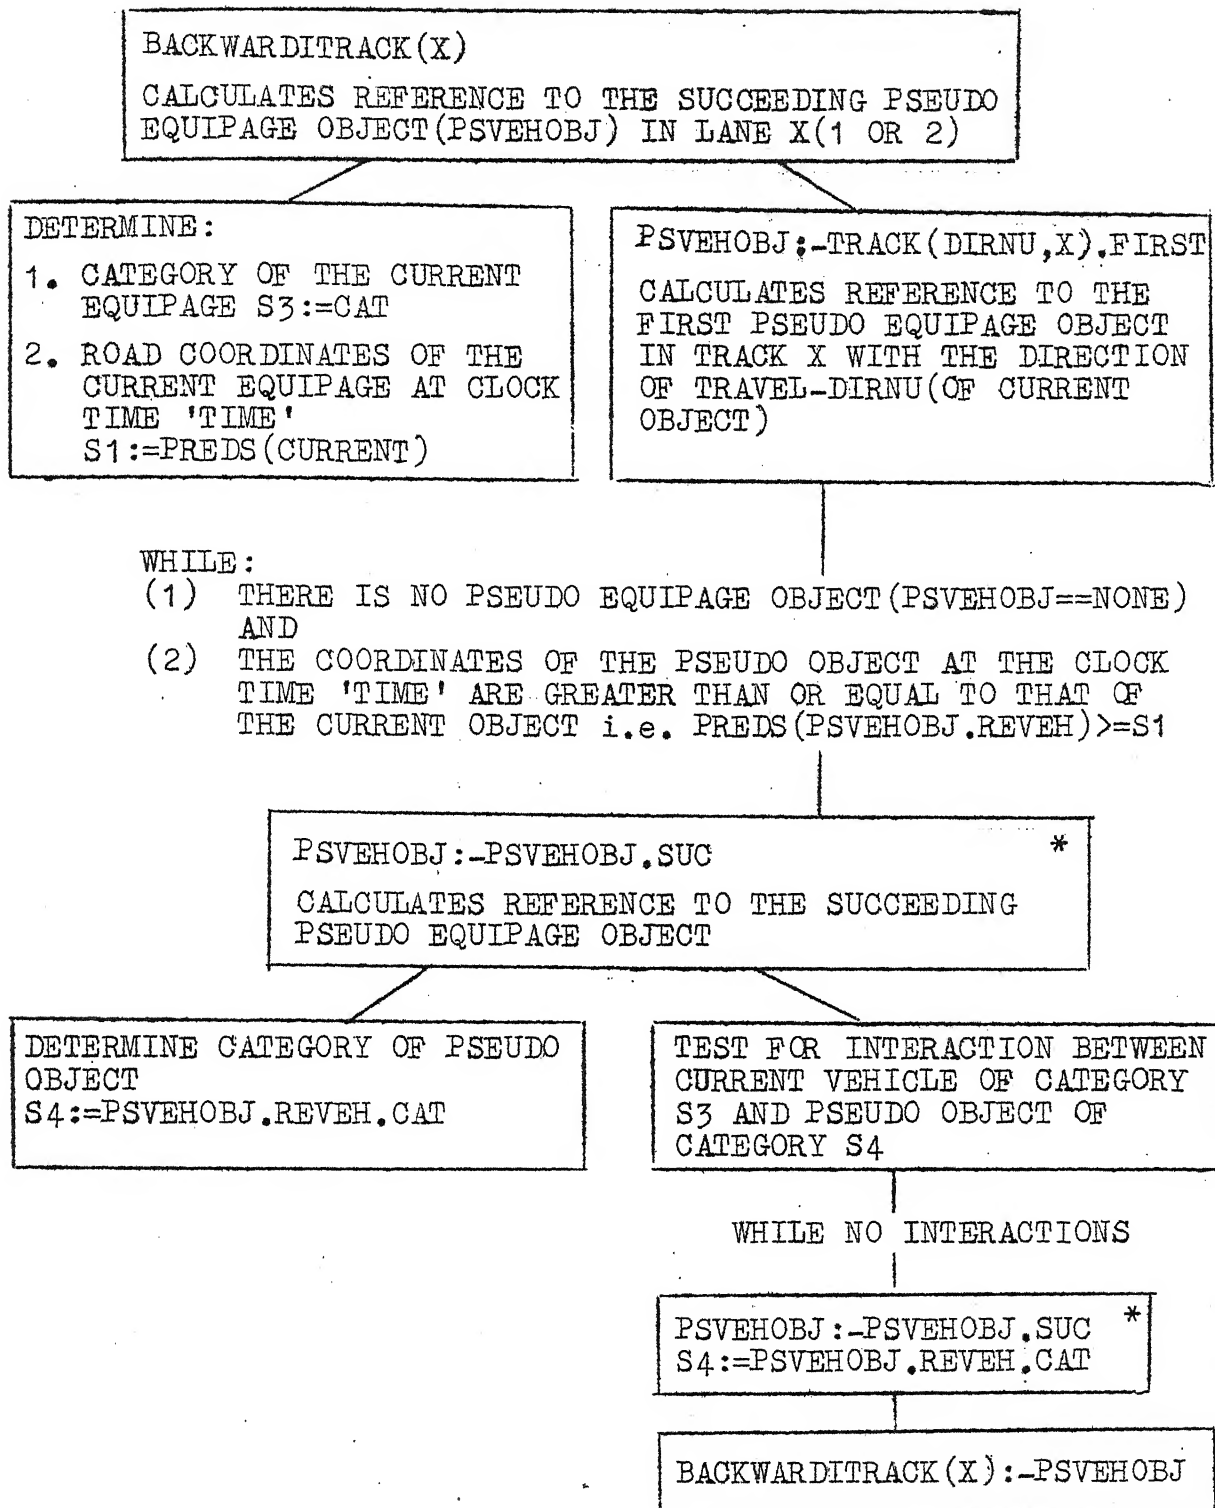 BACKWARDITRACK(X)
CALCULATES REFERENCE TO THE SUCCEEDING PSEUDO
EQUIPAGE OBJECT(PSVEHOBJ) IN LANE X(1 OR 2)
DETERMINE:
1. CATEGORY OF THE CURRENT
EQUIPAGE S3:=CAT
2. ROAD COORDINATES OF THE
CURRENT EQUIPAGE AT CLOCK
TIME 'TIME'
S1:=PREDS(CURRENT)
PSVEHOBJ:-TRACK(DIRNU,X).FIRST
CALCULATES REFERENCE TO THE
FIRST PSEUDO EQUIPAGE OBJECT
IN TRACK X WITH THE DIRECTION
OF TRAVEL-DIRNU(OF CURRENT
OBJECT)
WHILE:
(1) THERE IS NO PSEUDO EQUIPAGE OBJECT(PSVEHOBJ==NONE)
AND
(2) THE COORDINATES OF THE PSEUDO OBJECT AT THE CLOCK
TIME 'TIME' ARE GREATER THAN OR EQUAL TO THAT OF
THE CURRENT OBJECT i.e. PREDS(PSVEHOBJ.REVEH)>=S1
PSVEHOBJ:-PSVEHOBJ.SUC *
CALCULATES REFERENCE TO THE SUCCEEDING
PSEUDO EQUIPAGE OBJECT
DETERMINE CATEGORY OF PSEUDO
OBJECT
S4:=PSVEHOBJ.REVEH.CAT
TEST FOR INTERACTION BETWEEN
CURRENT VEHICLE OF CATEGORY
S3 AND PSEUDO OBJECT OF
CATEGORY S4
WHILE NO INTERACTIONS
PSVEHOBJ:-PSVEHOBJ.SUC *
S4:=PSVEHOBJ.REVEH.CAT
BACKWARDITRACK(X):-PSVEHOBJ